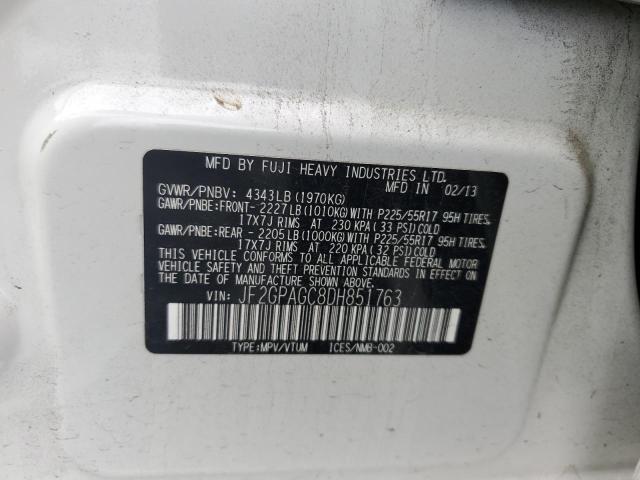 MFD BY FUJI HEAVY INDUSTRIES LTD.
MFD IN 02/13
GVWR/PNBV: 4343LB(1970KG)
GAWR/PNBE:FRONT-2227LB(1010KG)WITH P225/55R17 95H TIRES,
17X7J RIMS AT 230 KPA(33 PSI)COLD
GAWR/PNBE:REAR -2205LB(1000KG)WITH P225/55R17 95H TIRES,
17X7J RIMS AT 220 KPA(32 PSI)COLD
THIS VEHICLE CONFORMS TO ALL APPLICABLE FEDERAL MOTOR
VEHICLE SAFETY AND THEFT PREVENTION STANDARDS IN EFFECT
ON THE DATE OF MANUFACTURE SHOWN ABOVE.
VIN: JF2GPAGC8DH851763
TYPE:MPV/VTUM ICES/NMB-002